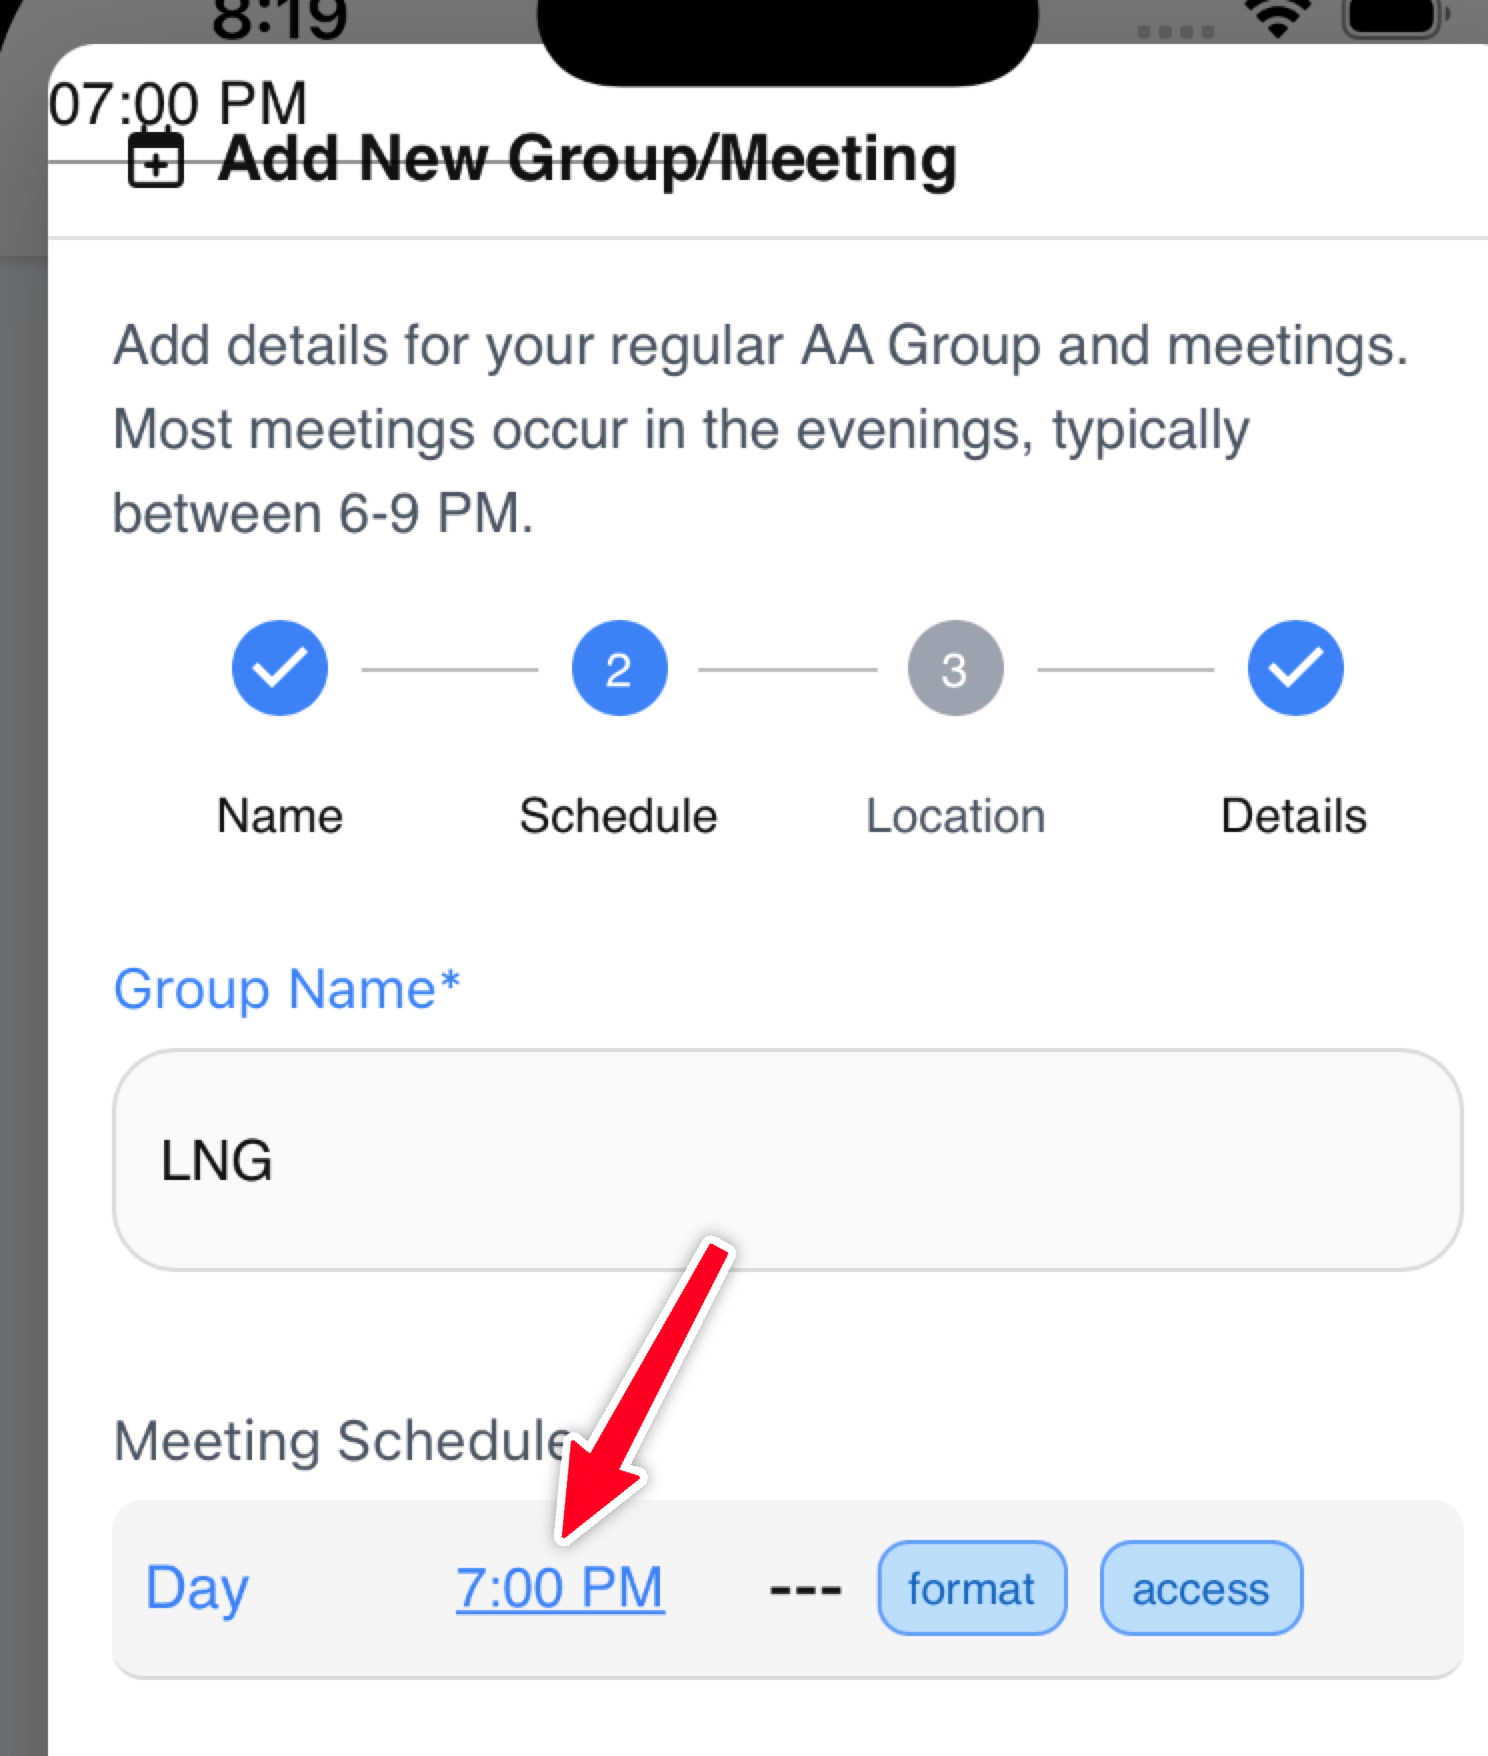 8:19
07:00 PM
Add New Group/Meeting
Add details for your regular AA Group and meetings.
Most meetings occur in the evenings, typically
between 6-9 PM.
2
3
Name
Schedule
Location
Details
Group Name*
LNG
Meeting Schedule
Day
7:00 PM
---
format
access